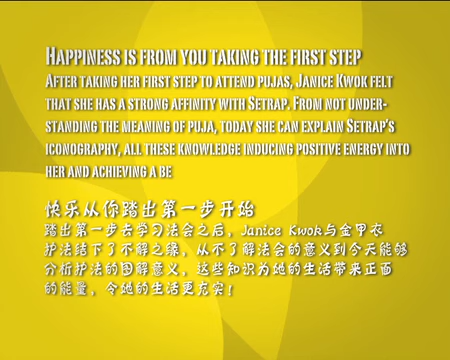 Happiness is from you taking the first step
After taking her first step to attend pujas, Janice Kwok felt
that she has a strong affinity with Setrap. From not under-
standing the meaning of puja, today she can explain Setrap's
iconography, all these knowledge inducing positive energy into
her and achieving a be
快乐从你踏出第一步开始
踏出第一步去学习法会之后，Janice Kwok与金甲衣
护法结下了不解之缘，从不了解法会的意义到今天能够
分析护法的图解意义，这些知识为她的生活带来正面
的能量，令她的生活更充实！